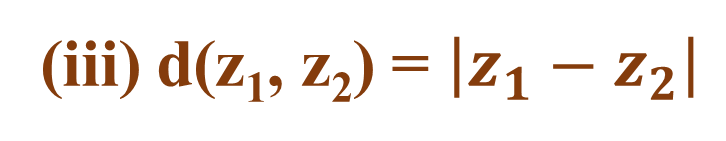 (iii) d(z₁, z₂) = |z₁ − z₂|